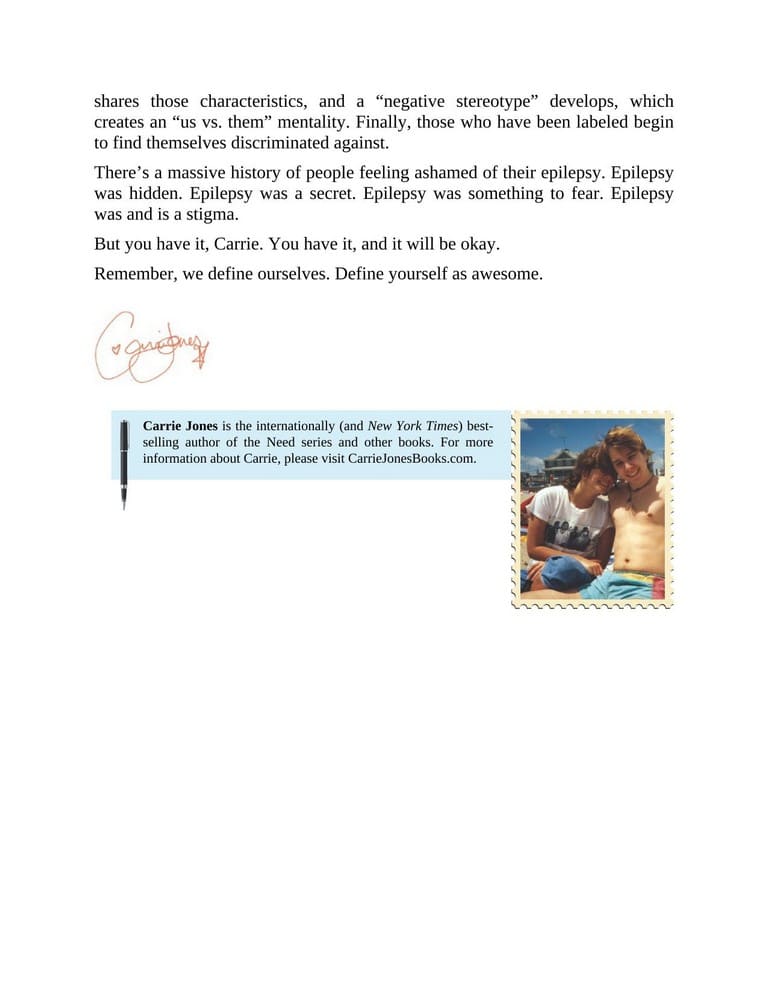 shares those characteristics, and a “negative stereotype” develops, which
creates an “us vs. them” mentality. Finally, those who have been labeled begin
to find themselves discriminated against.
There’s a massive history of people feeling ashamed of their epilepsy. Epilepsy
was hidden. Epilepsy was a secret. Epilepsy was something to fear. Epilepsy
was and is a stigma.
But you have it, Carrie. You have it, and it will be okay.
Remember, we define ourselves. Define yourself as awesome.
Carrie Jones
Carrie Jones is the internationally (and New York Times) best-
selling author of the Need series and other books. For more
information about Carrie, please visit CarrieJonesBooks.com.